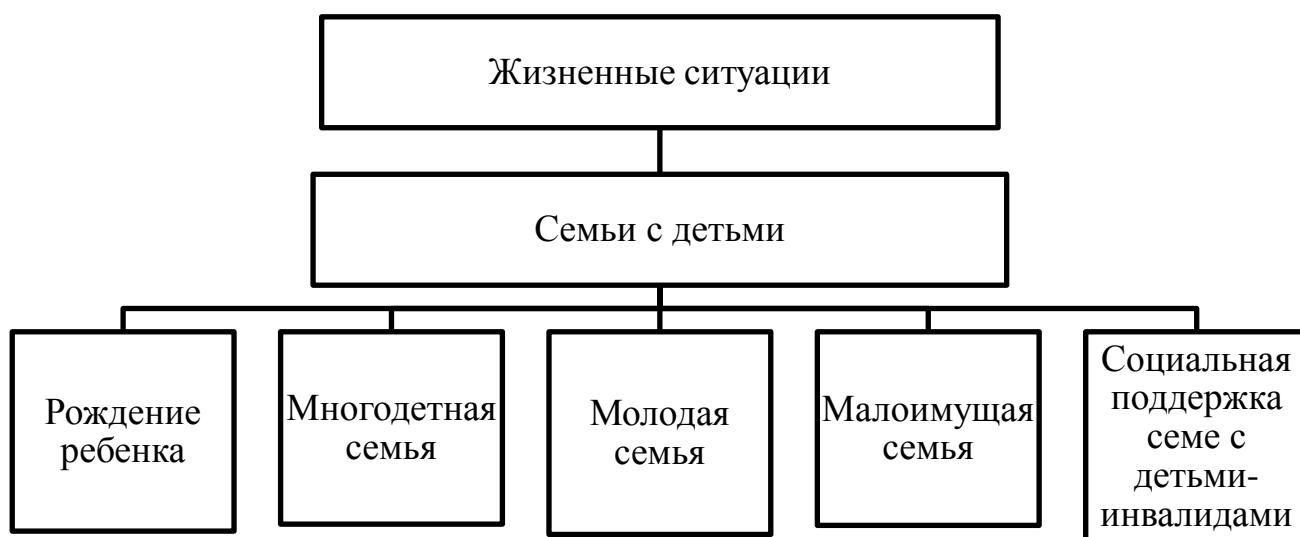 Жизненные ситуации
Семьи с детьми
Рождение
ребенка
Многодетная
семья
Молодая
семья
Малоимущая
семья
Социальная
поддержка
семе с
детьми-
инвалидами